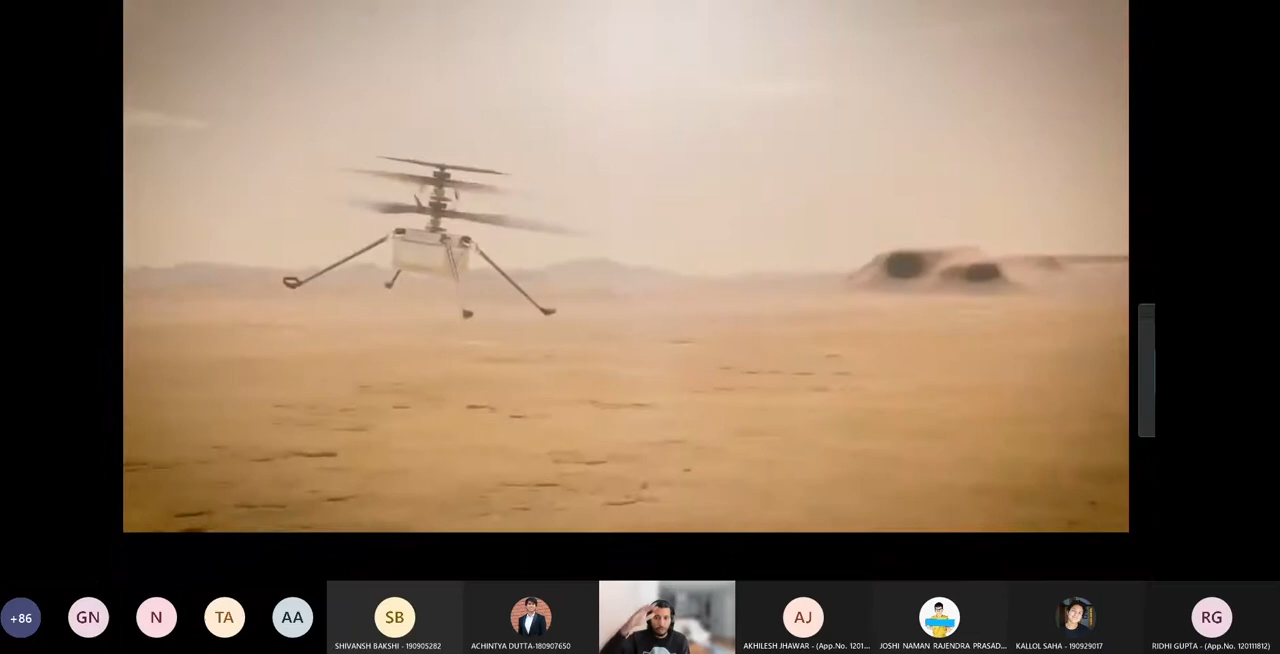 +86
GN
N
TA
AA
SB
SHIVANSH BAKSHI - 190905282
ACHINTYA DUTTA-180907650
AJ
AKHILESH JHAWAR - (App.No. 1201...
JOSHI NAMAN RAJENDRA PRASAD...
KALLOL SAHA - 190929017
RG
RIDHI GUPTA - (App.No. 120111812)